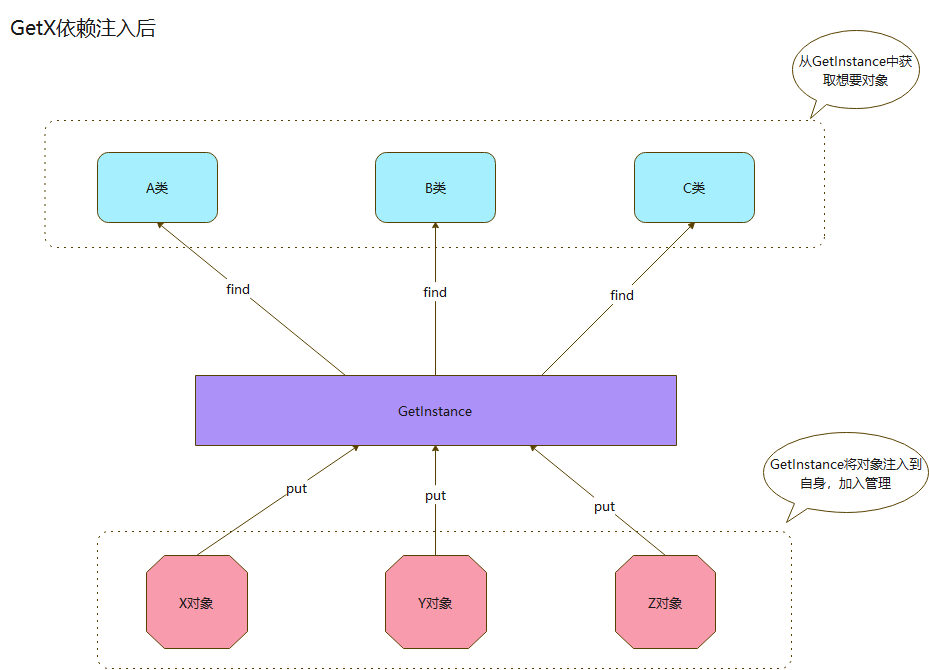 GetX依赖注入后
从GetInstance中获
取想要对象
A类
B类
C类
find
find
find
GetInstance
GetInstance将对象注入到
自身，加入管理
put
put
put
X对象
Y对象
Z对象